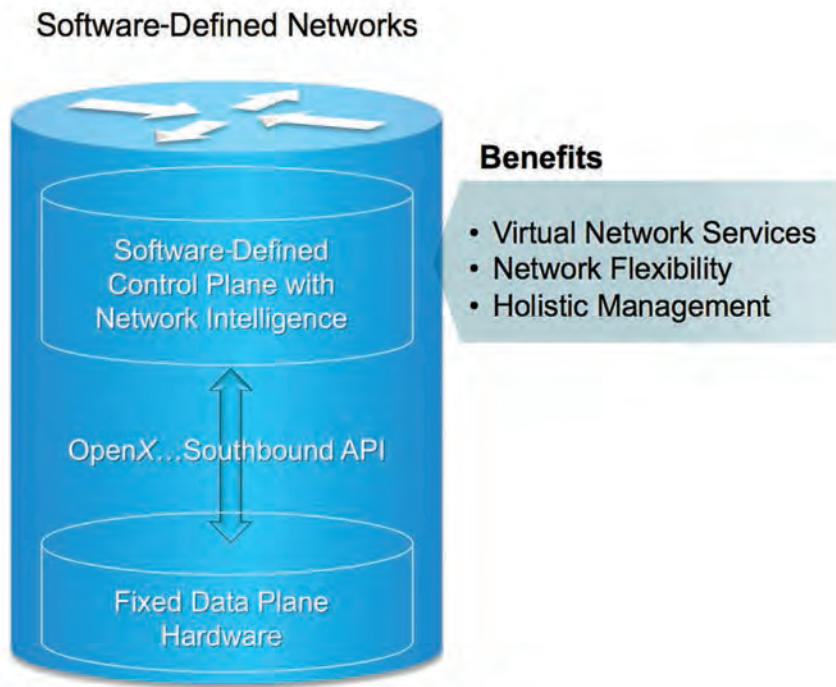 Software-Defined Networks
Software-Defined
Control Plane with
Network Intelligence
OpenX...Southbound API
Fixed Data Plane
Hardware
Benefits
• Virtual Network Services
• Network Flexibility
• Holistic Management